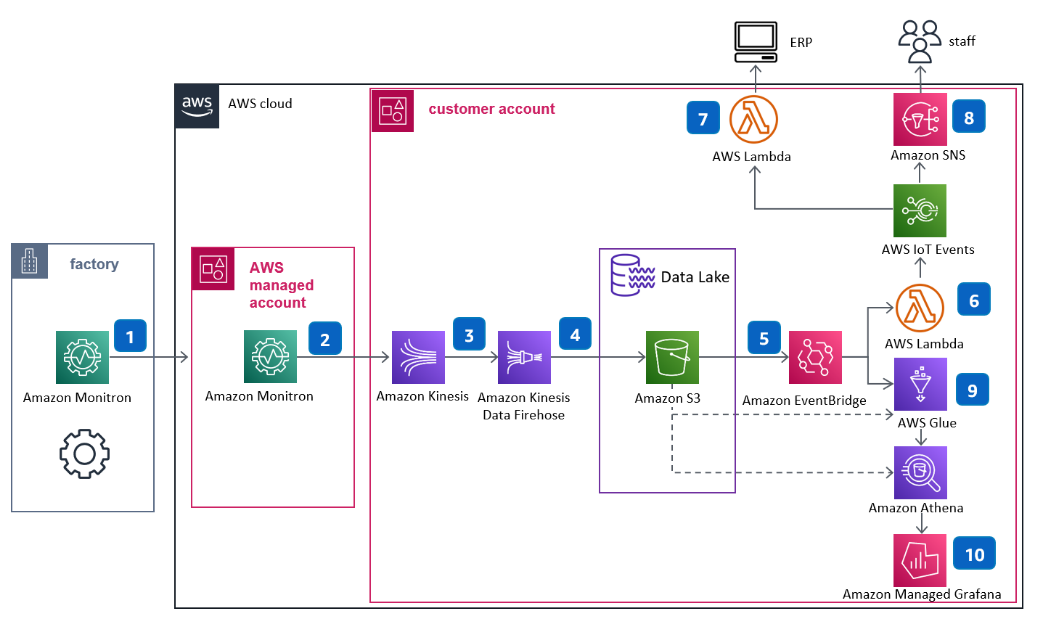 ERP
staff
aws
AWS cloud
customer account
7
8
AWS Lambda
Amazon SNS
factory
AWS
managed
account
Data Lake
AWS IoT Events
1
2
3
4
5
6
Amazon Monitron
Amazon Monitron
Amazon Kinesis
Amazon Kinesis
Data Firehose
Amazon S3
Amazon EventBridge
AWS Lambda
9
AWS Glue
Amazon Athena
10
Amazon Managed Grafana